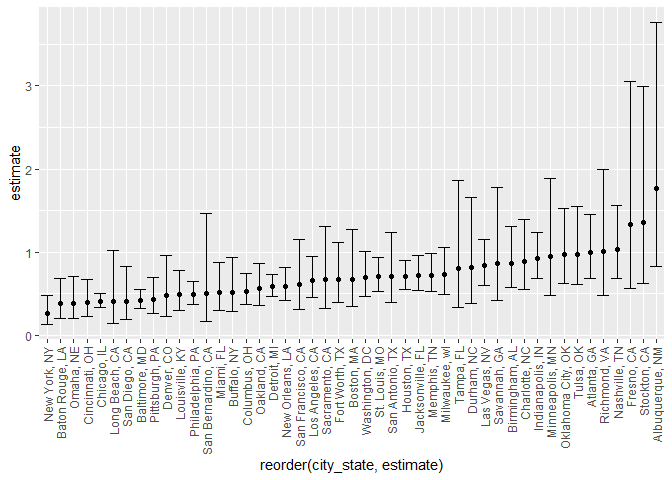 3
2
1
0
estimate
New York, NY
Baton Rouge, LA
Omaha, NE
Cincinnati, OH
Chicago, IL
Long Beach, CA
San Diego, CA
Baltimore, MD
Pittsburgh, PA
Denver, CO
Louisville, KY
Philadelphia, PA
San Bernardino, CA
Miami, FL
Buffalo, NY
Columbus, OH
Oakland, CA
Detroit, MI
New Orleans, LA
San Francisco, CA
Los Angeles, CA
Sacramento, CA
Fort Worth, TX
Boston, MA
Washington, DC
St. Louis, MO
San Antonio, TX
Houston, TX
Jacksonville, FL
Memphis, TN
Milwaukee, wI
Tampa, FL
Durham, NC
Las Vegas, NV
Savannah, GA
Birmingham, AL
Charlotte, NC
Indianapolis, IN
Minneapolis, MN
Oklahoma City, OK
Tulsa, OK
Atlanta, GA
Richmond, VA
Nashville, TN
Fresno, CA
Stockton, CA
Albuquerque, NM
reorder(city_state, estimate)